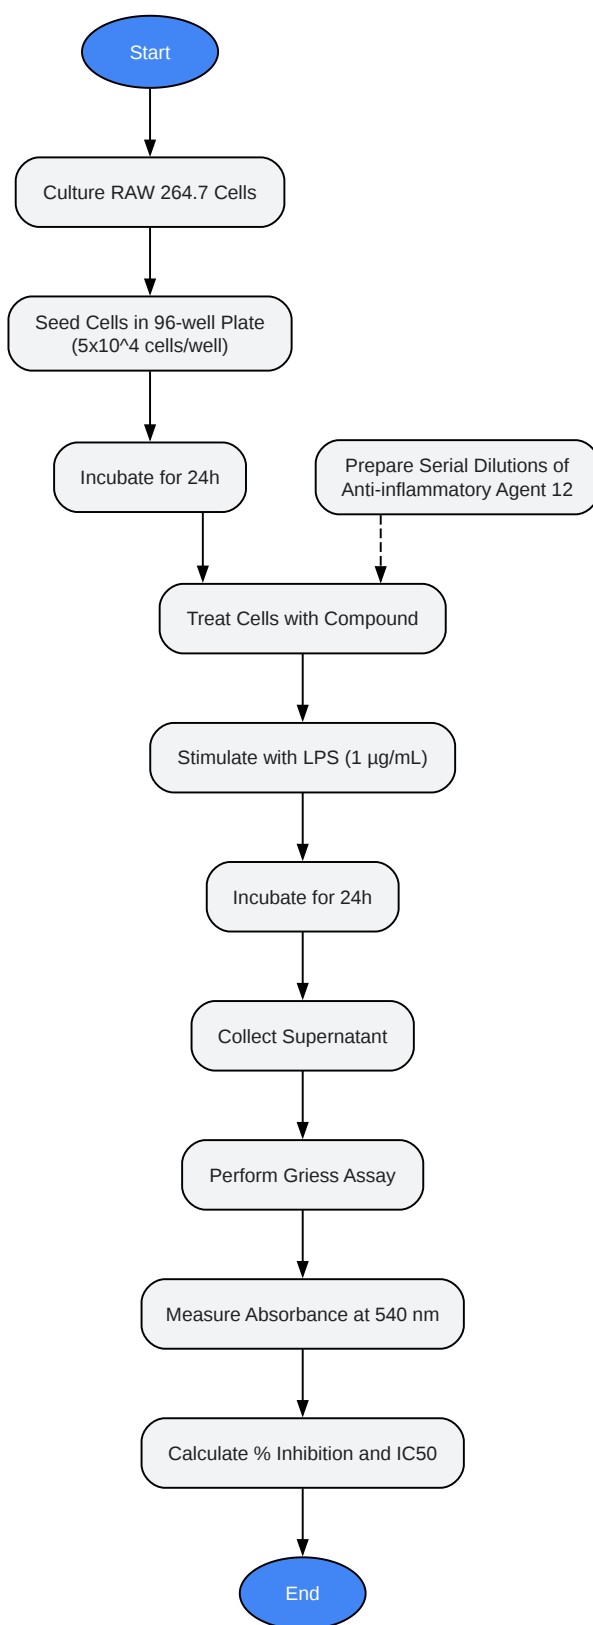 Start
Culture RAW 264.7 Cells
Seed Cells in 96-well Plate
(5x10^4 cells/well)
Incubate for 24h
Prepare Serial Dilutions of
Anti-inflammatory Agent 12
Treat Cells with Compound
Stimulate with LPS (1 µg/mL)
Incubate for 24h
Collect Supernatant
Perform Griess Assay
Measure Absorbance at 540 nm
Calculate % Inhibition and IC50
End